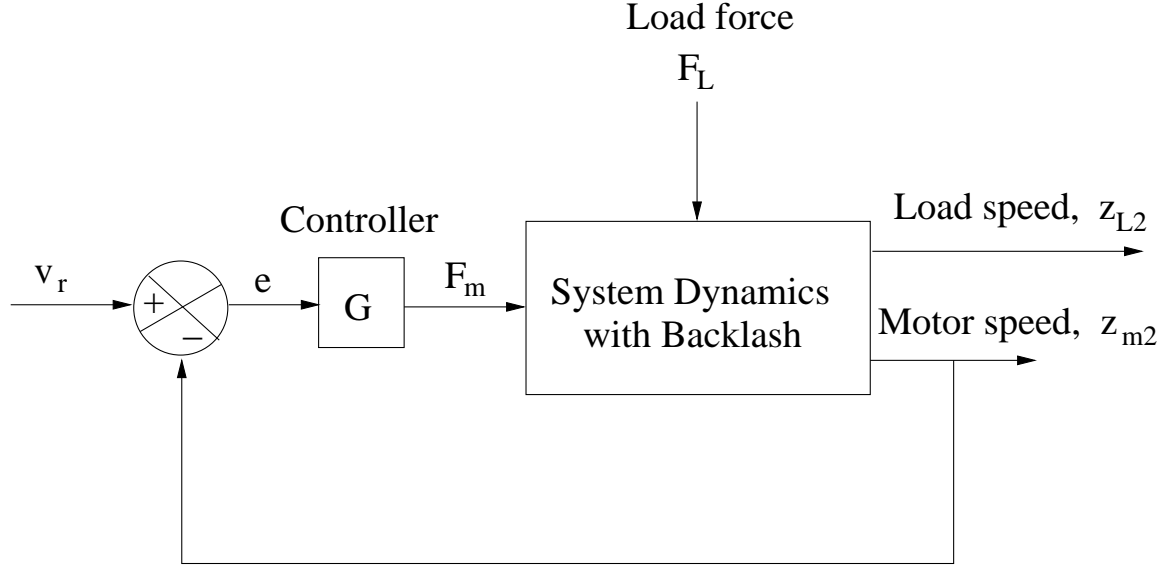 Load force
F_L
Controller
Load speed, z_L2
v_r
e
F_m
+
−
G
System Dynamics
with Backlash
Motor speed, z_m2